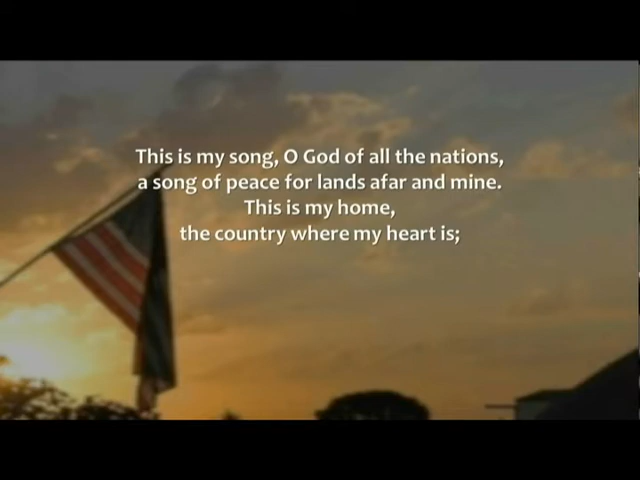 This is my song, O God of all the nations,
a song of peace for lands afar and mine.
This is my home,
the country where my heart is;